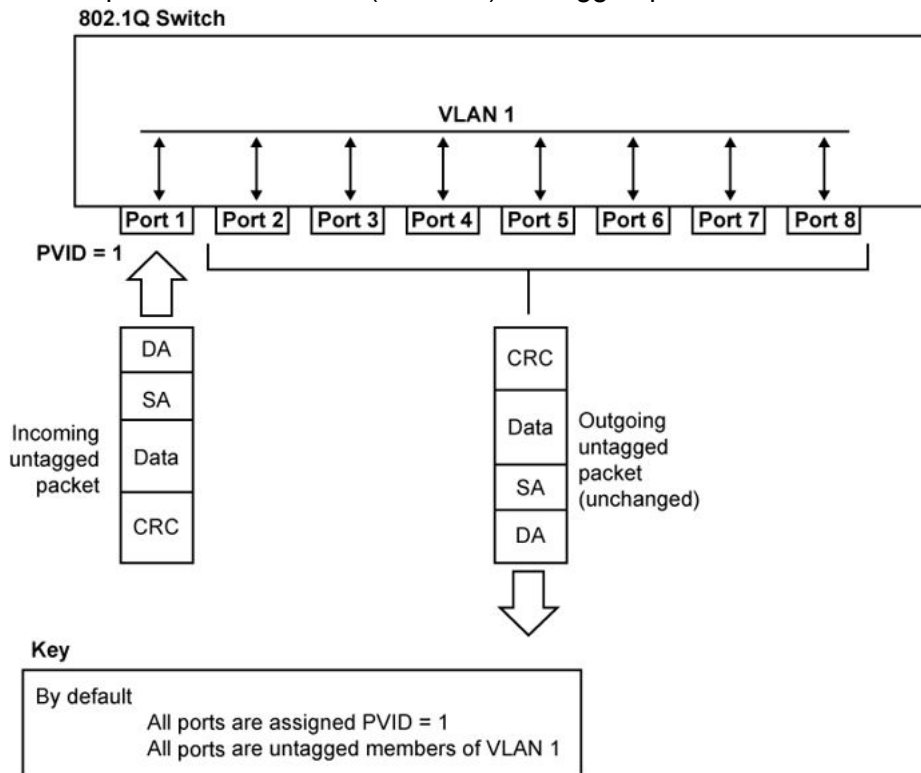 802.1Q Switch
VLAN 1
Port 1
Port 2
Port 3
Port 4
Port 5
Port 6
Port 7
Port 8
PVID = 1
DA
SA
Data
CRC
Incoming
untagged
packet
CRC
Data
SA
DA
Outgoing
untagged
packet
(unchanged)
Key
By default
All ports are assigned PVID = 1
All ports are untagged members of VLAN 1